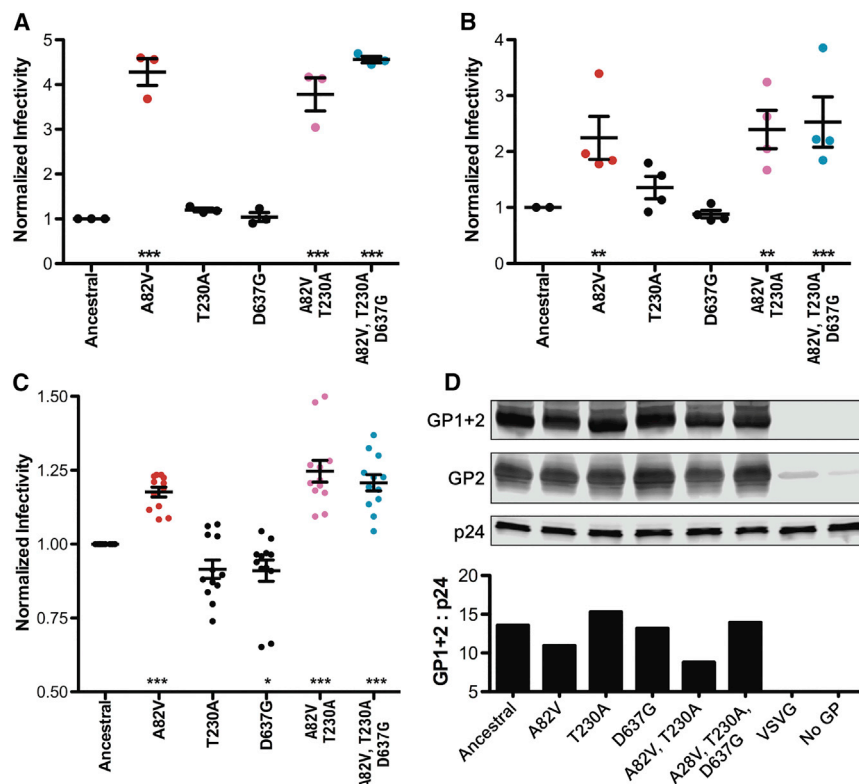 A
Normalized Infectivity
5
4
3
2
1
0
***
***
***
Ancestral
A82V
T230A
D637G
A82V
T230A
A82V, T230A
D637G
B
Normalized Infectivity
4
3
2
1
0
**
**
***
Ancestral
A82V
T230A
D637G
A82V
T230A
A82V, T230A
D637G
C
Normalized Infectivity
1.50
1.25
1.00
0.75
0.50
***
*
***
***
Ancestral
A82V
T230A
D637G
A82V
T230A
A82V, T230A
D637G
D
GP1+2
GP2
p24
GP1+2 : p24
20
15
10
5
Ancestral
A82V
T230A
D637G
A82V, T230A
A28V, T230A,
D637G
VSVG
No GP